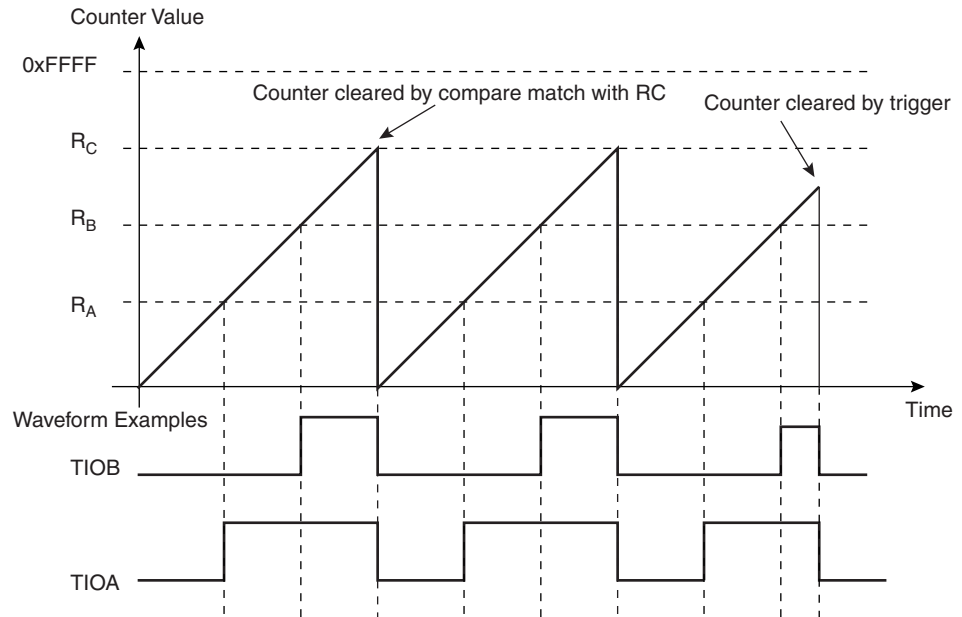 Counter Value
0xFFFF
Counter cleared by compare match with RC
Counter cleared by trigger
RC
RB
RA
Time
Waveform Examples
TIOB
TIOA